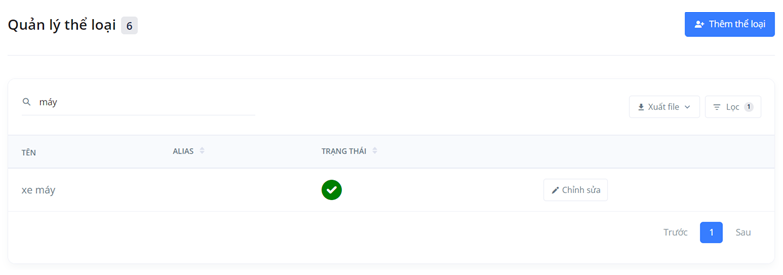 Quản lý thể loại 6
Thêm thể loại
máy
Xuất file
Lọc 1
TÊN ALIAS TRẠNG THÁI
xe máy Chỉnh sửa
Trước 1 Sau